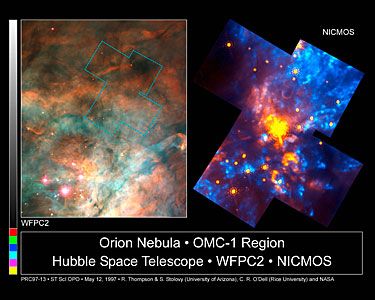 NICMOS
WFPC2
Orion Nebula • OMC-1 Region
Hubble Space Telescope • WFPC2 • NICMOS
PRC97-13 • ST ScI OPO • May 12, 1997 • R. Thompson & S. Stolovy (University of Arizona), C. R. O'Dell (Rice University) and NASA